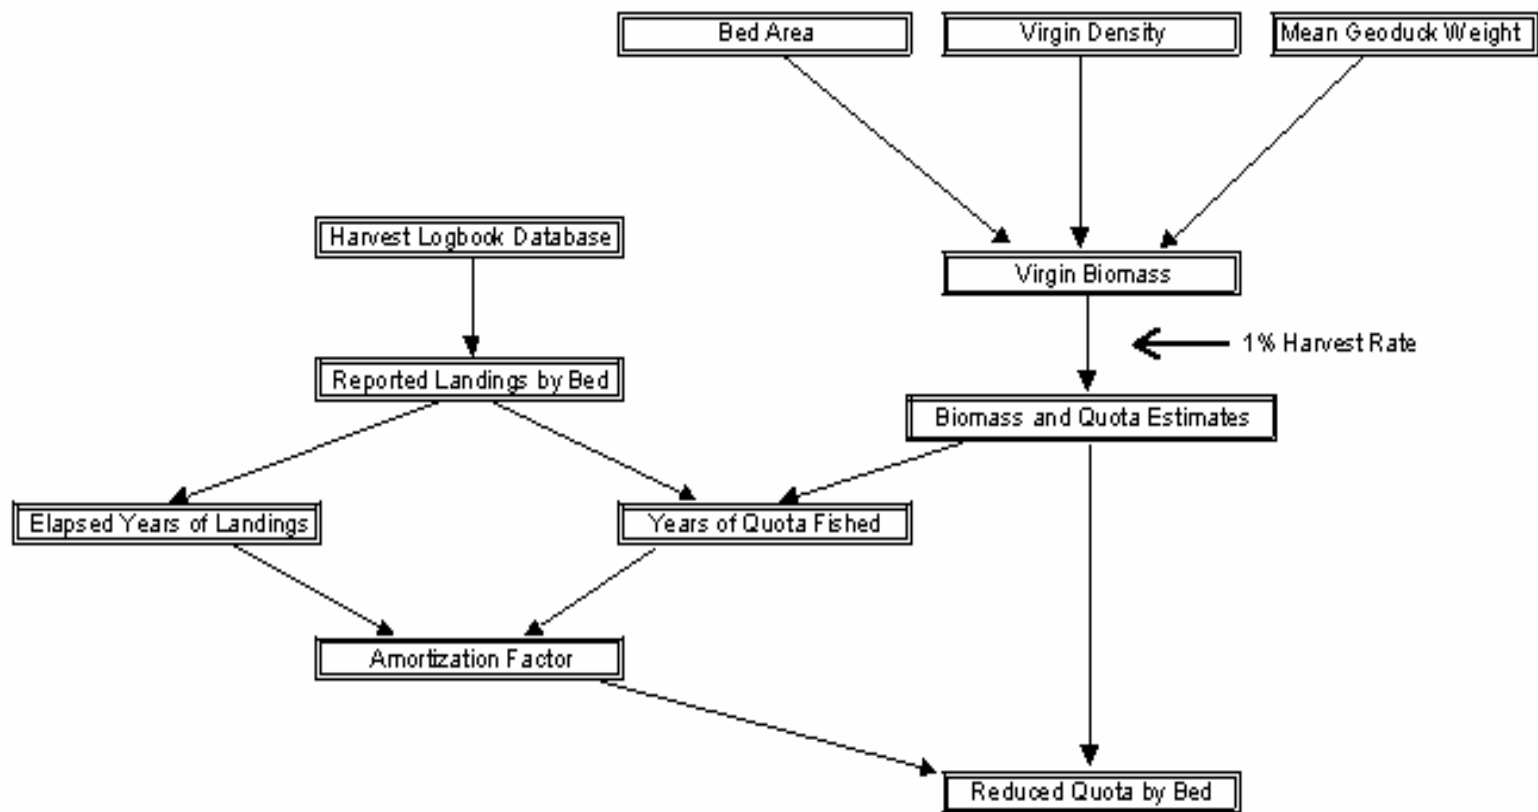 Bed Area
Virgin Density
Mean Geoduck Weight
Harvest Logbook Database
Virgin Biomass
1% Harvest Rate
Reported Landings by Bed
Biomass and Quota Estimates
Elapsed Years of Landings
Years of Quota Fished
Amortization Factor
Reduced Quota by Bed